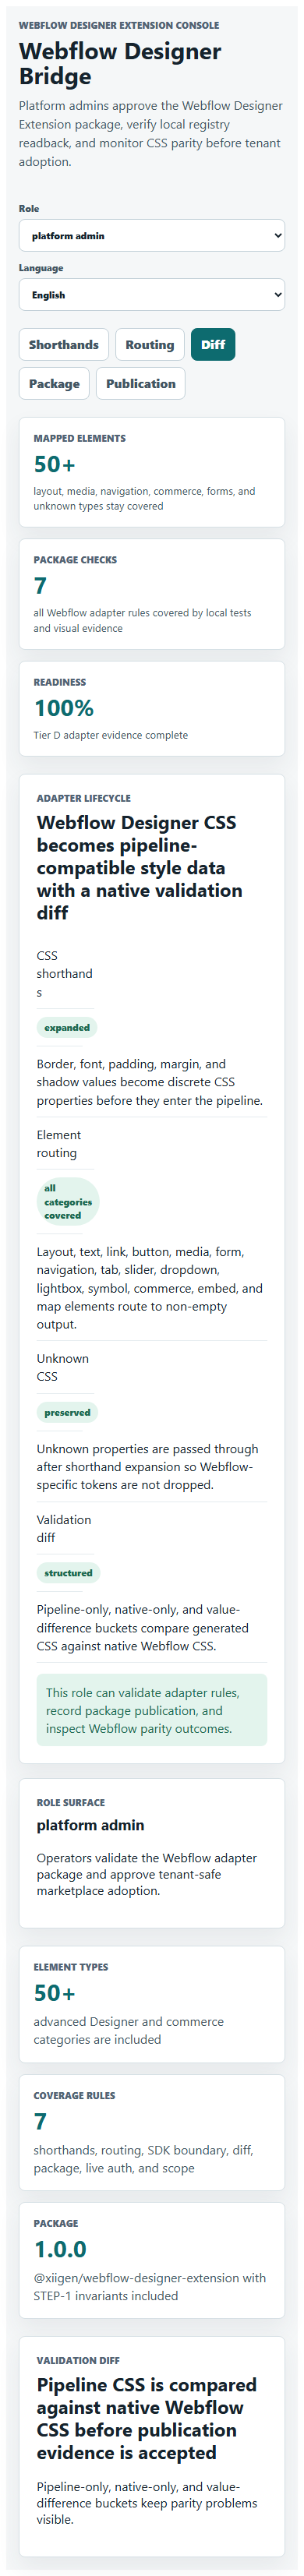 WEBFLOW DESIGNER EXTENSION CONSOLE
Webflow Designer
Bridge
Platform admins approve the Webflow Designer
Extension package, verify local registry
readback, and monitor CSS parity before tenant
adoption.
Role
platform admin
Language
English
Shorthands Routing Diff
Package Publication
MAPPED ELEMENTS
50+
layout, media, navigation, commerce, forms, and
unknown types stay covered
PACKAGE CHECKS
7
all Webflow adapter rules covered by local tests
and visual evidence
READINESS
100%
Tier D adapter evidence complete
ADAPTER LIFECYCLE
Webflow Designer CSS
becomes pipeline-
compatible style data
with a native validation
diff
CSS
shorthand
s
expanded
Border, font, padding, margin, and
shadow values become discrete CSS
properties before they enter the pipeline.
Element
routing
all
categories
covered
Layout, text, link, button, media, form,
navigation, tab, slider, dropdown,
lightbox, symbol, commerce, embed, and
map elements route to non-empty
output.
Unknown
CSS
preserved
Unknown properties are passed through
after shorthand expansion so Webflow-
specific tokens are not dropped.
Validation
diff
structured
Pipeline-only, native-only, and value-
difference buckets compare generated
CSS against native Webflow CSS.
This role can validate adapter rules,
record package publication, and
inspect Webflow parity outcomes.
ROLE SURFACE
platform admin
Operators validate the Webflow adapter
package and approve tenant-safe
marketplace adoption.
ELEMENT TYPES
50+
advanced Designer and commerce
categories are included
COVERAGE RULES
7
shorthands, routing, SDK boundary, diff,
package, live auth, and scope
PACKAGE
1.0.0
@xiigen/webflow-designer-extension with
STEP-1 invariants included
VALIDATION DIFF
Pipeline CSS is compared
against native Webflow
CSS before publication
evidence is accepted
Pipeline-only, native-only, and value-
difference buckets keep parity problems
visible.